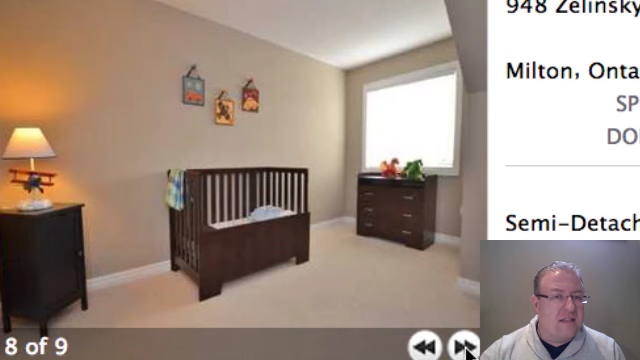 948 Zelinsky
Milton, Onta
SP
DO
Semi-Detach
8 of 9